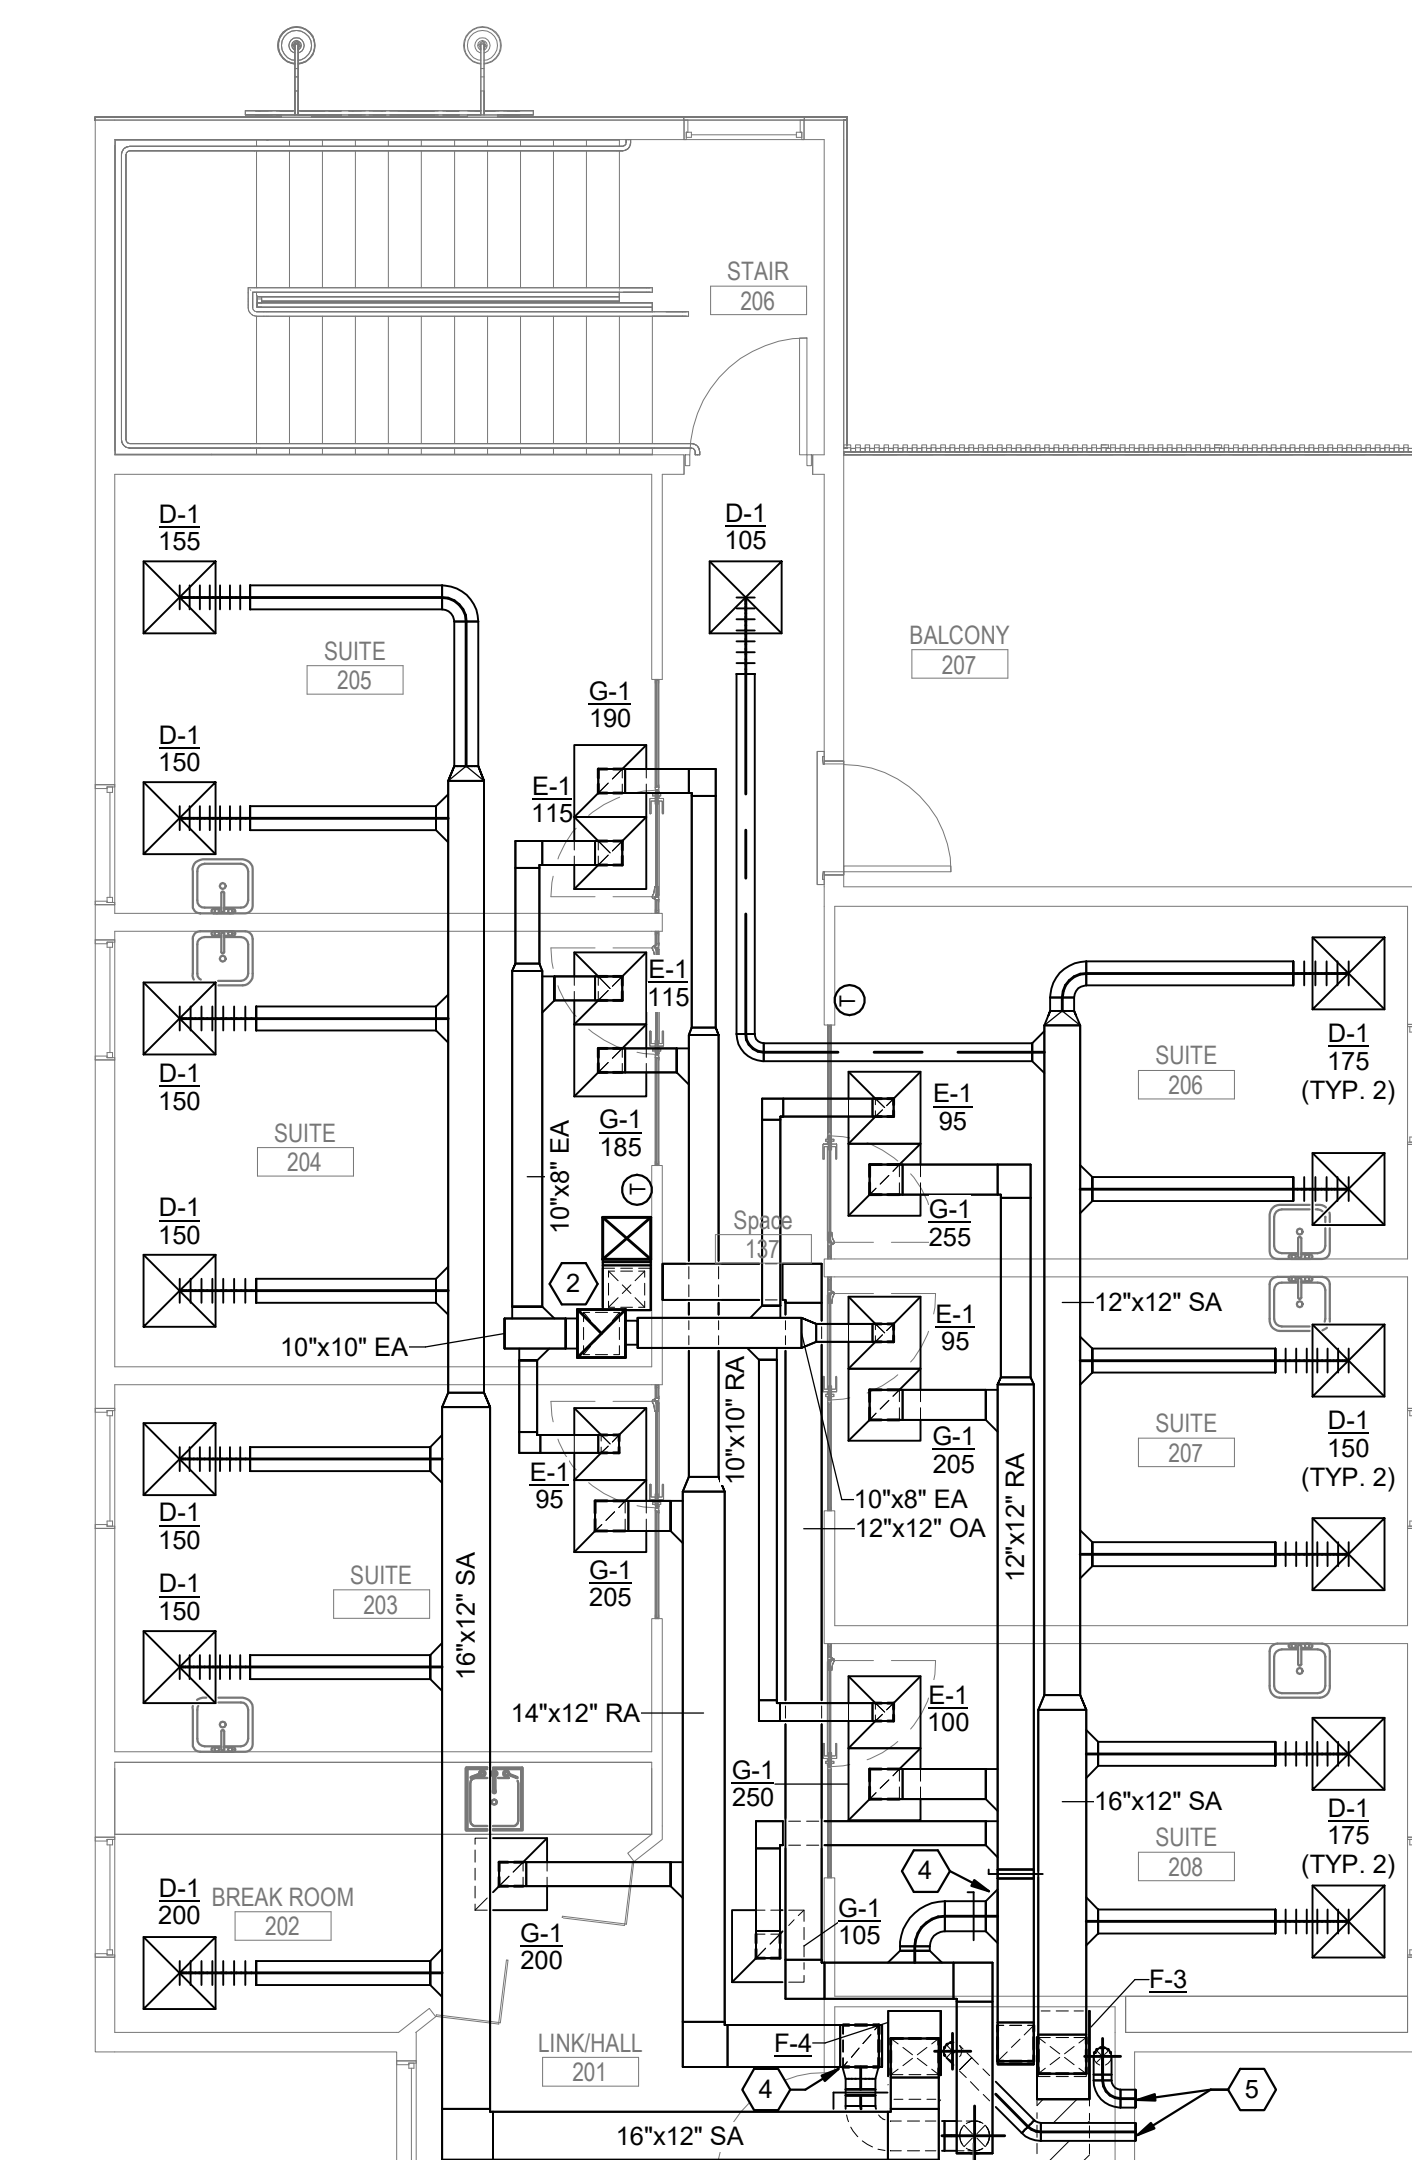 STAIR
206
D-1
155
D-1
105
SUITE
205
BALCONY
207
G-1
190
D-1
150
E-1
115
E-1
115
T
D-1
150
SUITE
206
D-1
175
(TYP. 2)
E-1
95
G-1
185
SUITE
204
10"x8" EA
T
D-1
150
Space
137
G-1
255
2
12"x12" SA
E-1
95
10"x10" EA
10"x10" RA
SUITE
207
D-1
150
(TYP. 2)
G-1
205
E-1
95
D-1
150
10"x8" EA
12"x12" OA
12"x12" RA
G-1
205
SUITE
203
D-1
150
16"x12" SA
14"x12" RA
E-1
100
G-1
250
16"x12" SA
D-1
175
(TYP. 2)
SUITE
208
4
D-1
200
BREAK ROOM
202
G-1
105
G-1
200
F-3
LINK/HALL
201
F-4
4
5
16"x12" SA